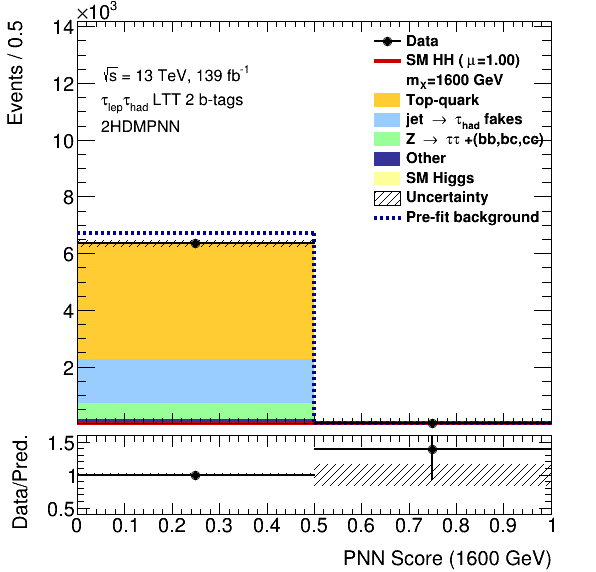 ×10³
Events / 0.5
14
12
10
8
6
4
2
√s = 13 TeV, 139 fb⁻¹
τlepτhad LTT 2 b-tags
2HDMPNN
Data
SM HH ( μ=1.00)
mX=1600 GeV
Top-quark
jet → τhad fakes
Z → ττ +(bb,bc,cc)
Other
SM Higgs
Uncertainty
Pre-fit background
Data/Pred.
1.5
1
0.5
0 0.1 0.2 0.3 0.4 0.5 0.6 0.7 0.8 0.9 1
PNN Score (1600 GeV)